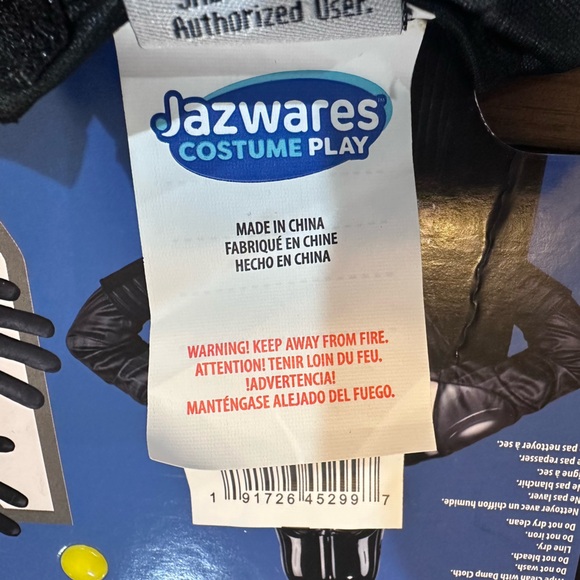 Authorized User.
Jazwares
COSTUME PLAY
MADE IN CHINA
FABRIQUÉ EN CHINE
HECHO EN CHINA
WARNING! KEEP AWAY FROM FIRE.
ATTENTION! TENIR LOIN DU FEU.
!ADVERTENCIA!
MANTÉNGASE ALEJADO DEL FUEGO.
1 91726 45299 7
Clean with Damp Cloth.
Do not wash.
Do not bleach.
Line dry.
Do not iron.
Do not dry clean.
Nettoyer avec un chiffon humide.
Ne pas laver.
pas blanchir.
à sec.
pas repasser.
pas nettoyer à sec.